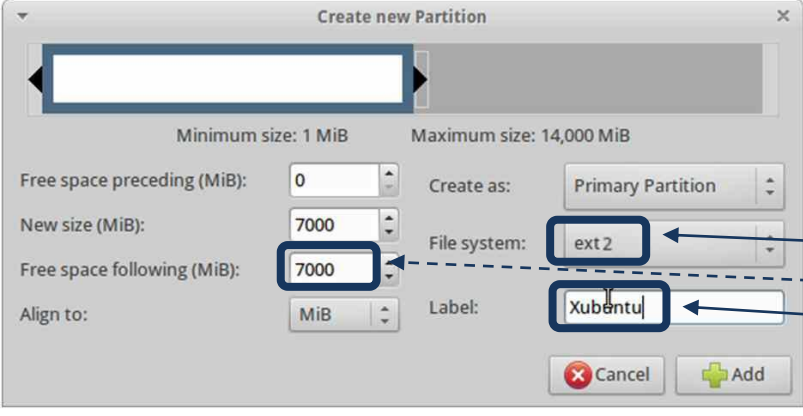 Create new Partition
Minimum size: 1 MiB Maximum size: 14,000 MiB
Free space preceding (MiB): 0
Create as: Primary Partition
New size (MiB): 7000
File system: ext2
Free space following (MiB): 7000
Align to: MiB
Label: Xubuntu
Cancel Add